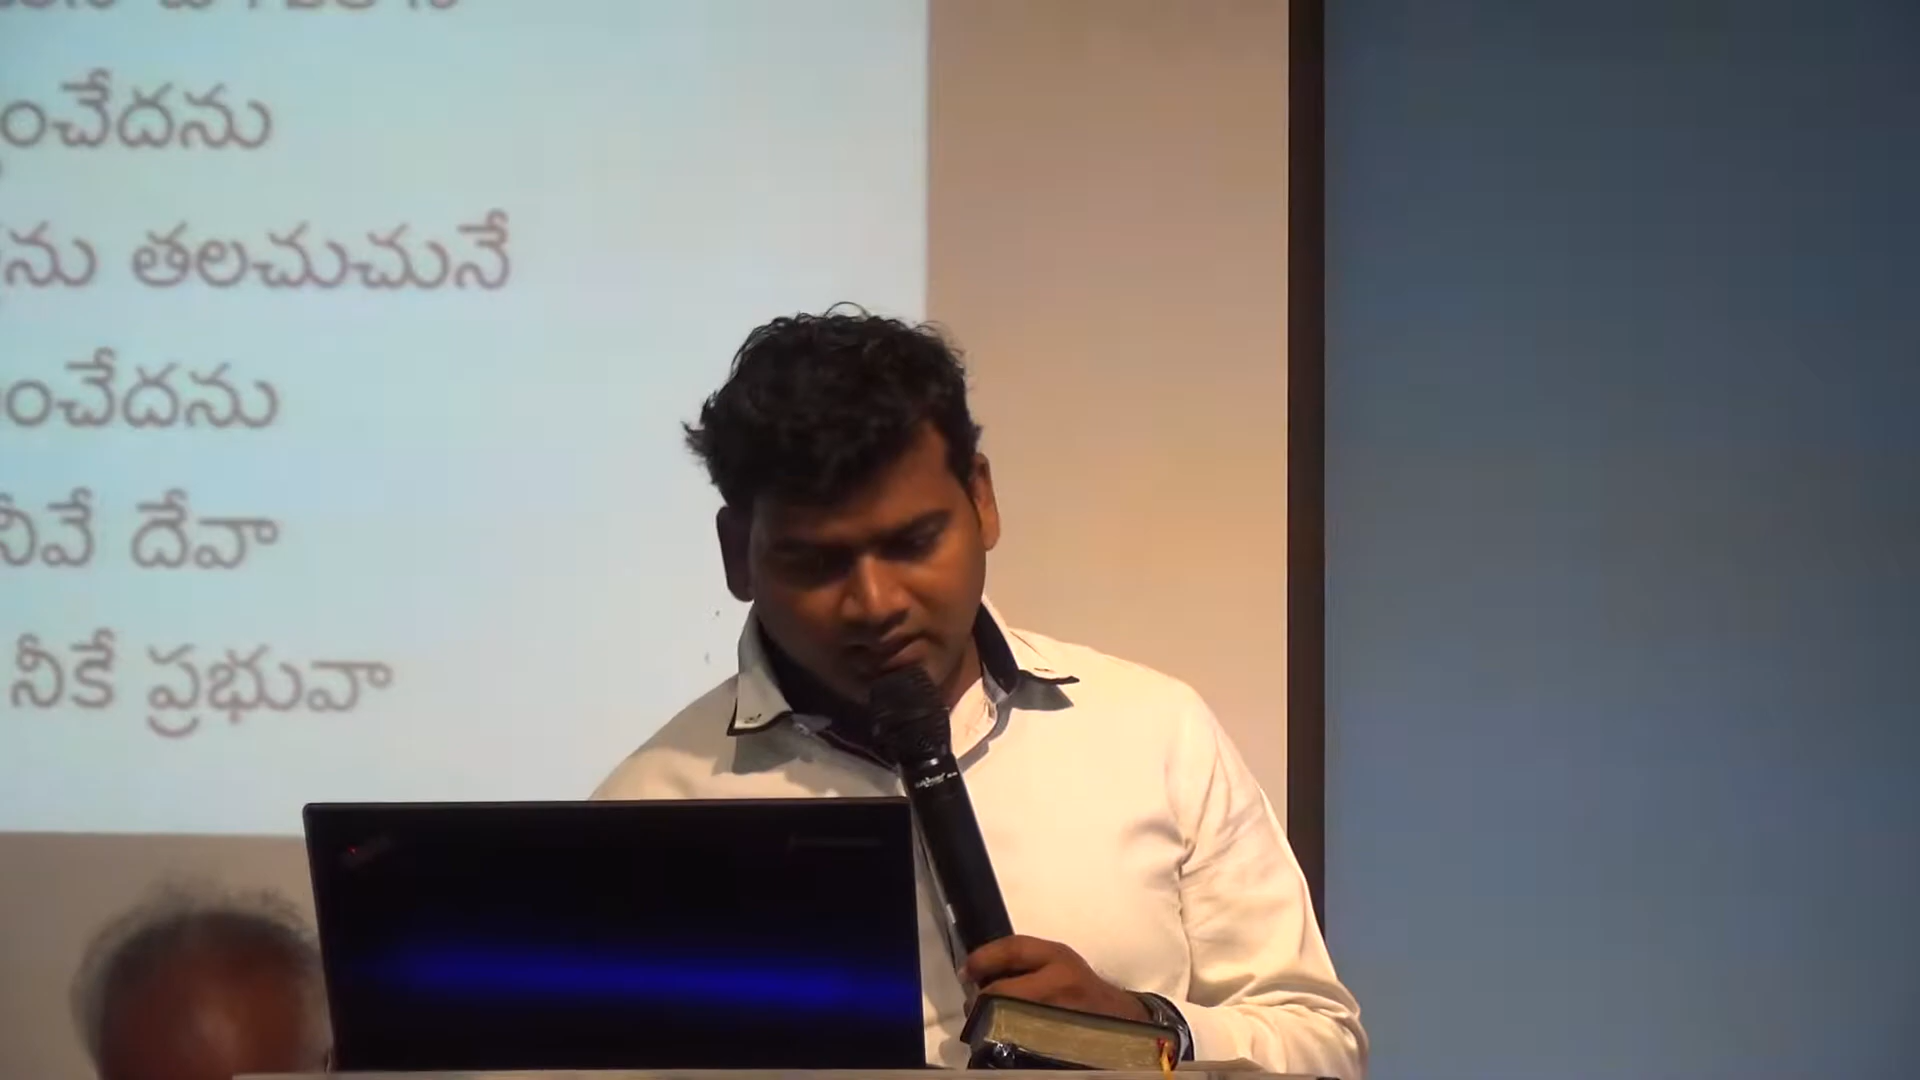 ంచేదను
ను తలచుచునే
ంచేదను
నీవే దేవా
నీకే ప్రభువా